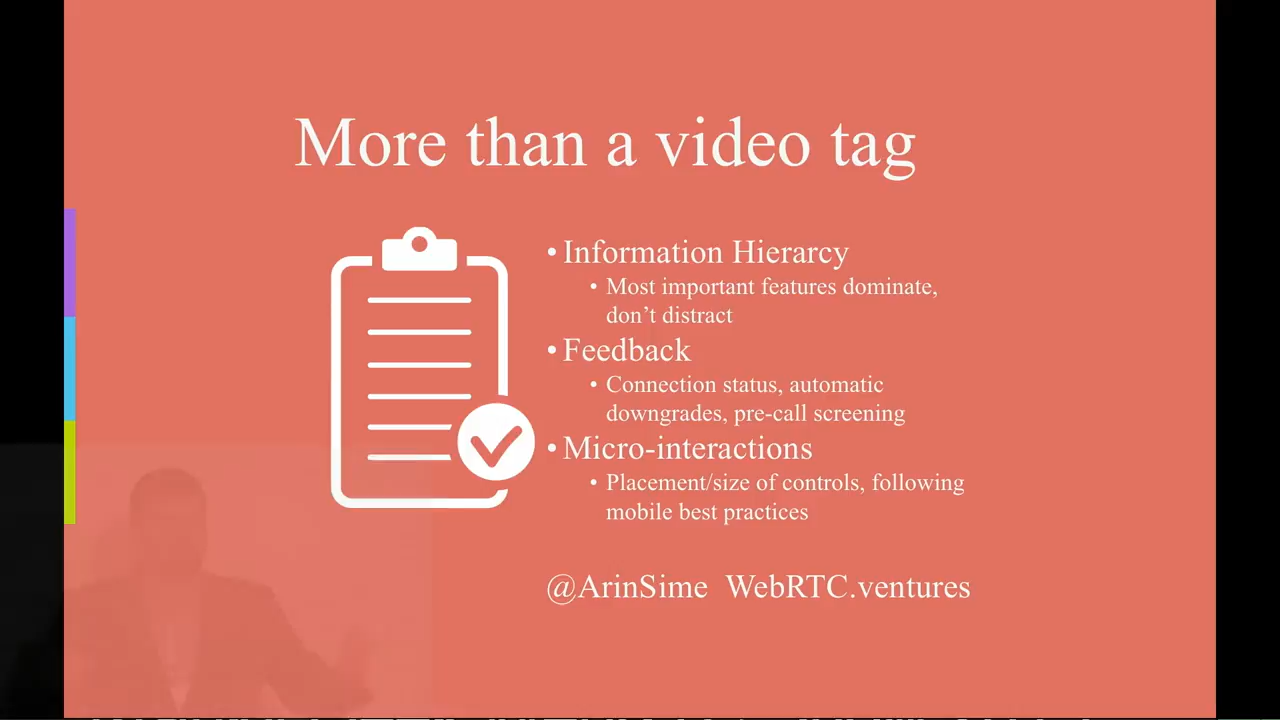 More than a video tag
• Information Hierarcy
• Most important features dominate,
don’t distract
• Feedback
• Connection status, automatic
downgrades, pre-call screening
• Micro-interactions
• Placement/size of controls, following
mobile best practices
@ArinSime WebRTC.ventures